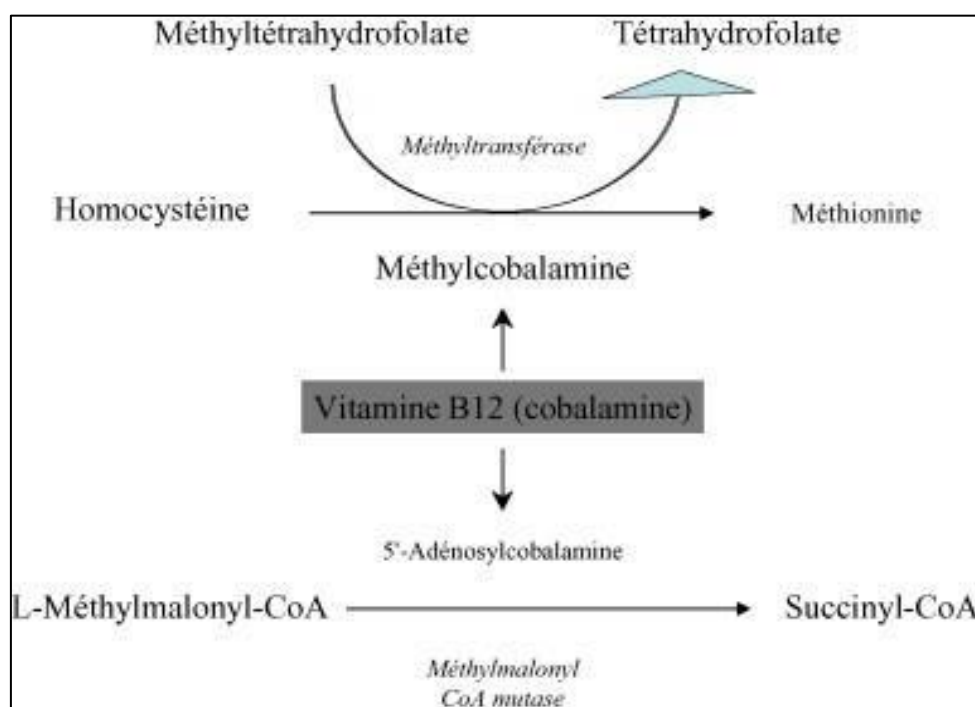 Méthyltétrahydrofolate Tétrahydrofolate
Méthyltransférase
Homocystéine Méthionine
Méthylcobalamine
Vitamine B12 (cobalamine)
5'-Adénosylcobalamine
L-Méthylmalonyl-CoA Succinyl-CoA
Méthylmalonyl
CoA mutase